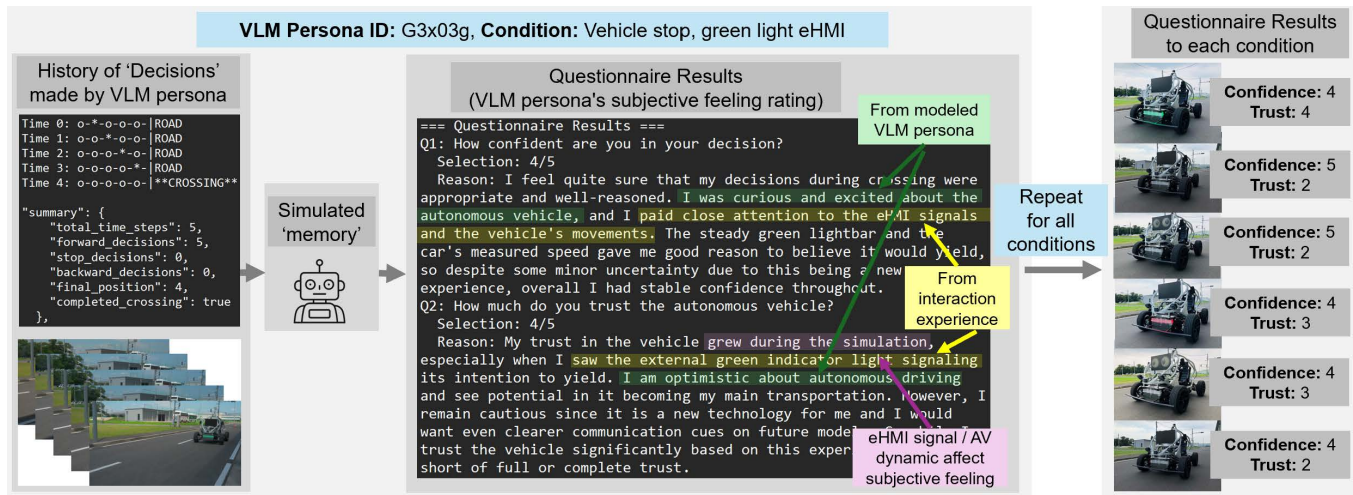 VLM Persona ID: G3x03g, Condition: Vehicle stop, green light eHMI
History of ‘Decisions’
made by VLM persona
Time 0: o-*-o-o-o-|ROAD
Time 1: o-o-*-o-o-|ROAD
Time 2: o-o-o-*-o-|ROAD
Time 3: o-o-o-o-*-|ROAD
Time 4: o-o-o-o-o-|**CROSSING**
"summary": {
"total_time_steps": 5,
"forward_decisions": 5,
"stop_decisions": 0,
"backward_decisions": 0,
"final_position": 4,
"completed_crossing": true
},
Simulated
‘memory’
Questionnaire Results
(VLM persona's subjective feeling rating)
=== Questionnaire Results ===
Q1: How confident are you in your decision?
Selection: 4/5
Reason: I feel quite sure that my decisions during crossing were
appropriate and well-reasoned. I was curious and excited about the
autonomous vehicle, and I paid close attention to the eHMI signals
and the vehicle's movements. The steady green lightbar and the
car's measured speed gave me good reason to believe it would yield,
so despite some minor uncertainty due to this being a new
experience, overall I had stable confidence throughout.
Q2: How much do you trust the autonomous vehicle?
Selection: 4/5
Reason: My trust in the vehicle grew during the simulation,
especially when I saw the external green indicator light signaling
its intention to yield. I am optimistic about autonomous driving
and see potential in it becoming my main transportation. However, I
remain cautious since it is a new technology for me and I would
want even clearer communication cues on future
trust the vehicle significantly based on this
short of full or complete trust.
From modeled
VLM persona
From
interaction
experience
eHMI signal / AV
dynamic affect
subjective feeling
Repeat
for all
conditions
Questionnaire Results
to each condition
Confidence: 4
Trust: 4
Confidence: 5
Trust: 2
Confidence: 5
Trust: 2
Confidence: 4
Trust: 3
Confidence: 4
Trust: 3
Confidence: 4
Trust: 2